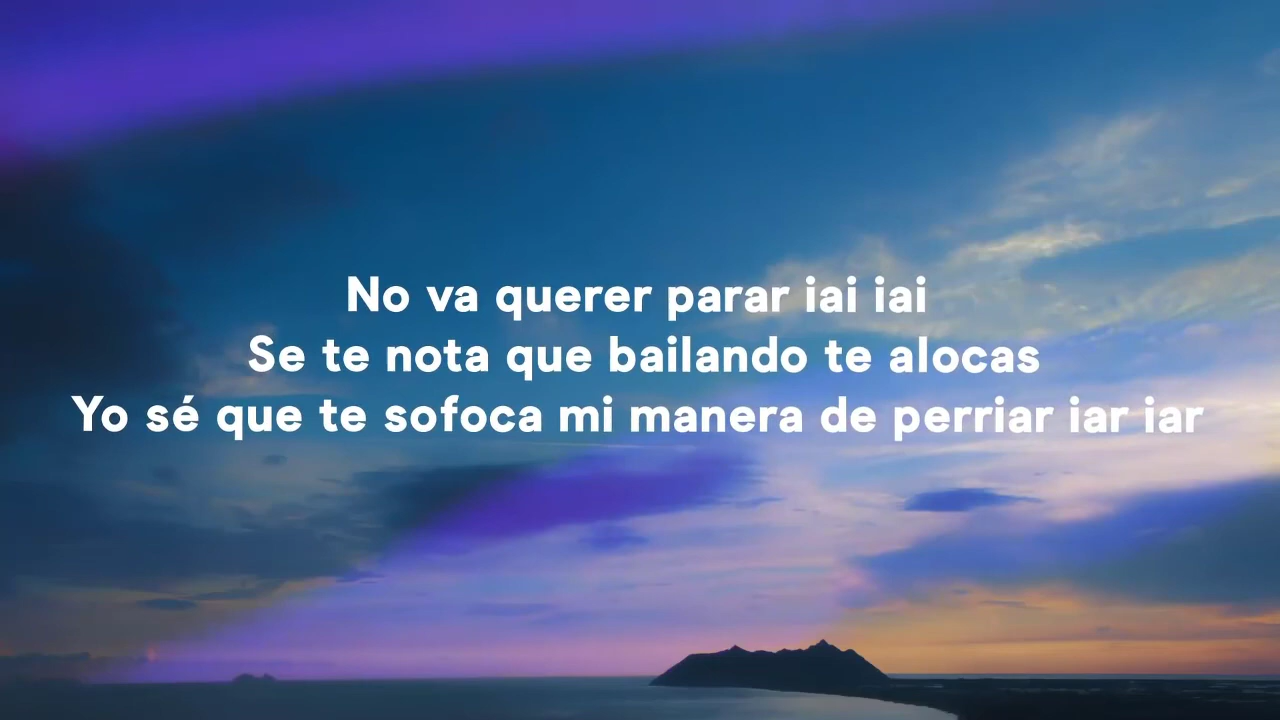 No va querer parar iai iai
Se te nota que bailando te alocas
Yo sé que te sofoca mi manera de perriar iar iar